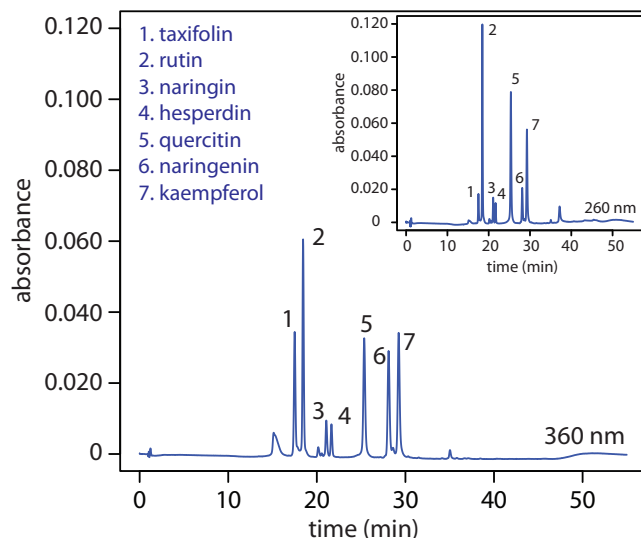 1. taxifolin
2. rutin
3. naringin
4. hesperdin
5. quercitin
6. naringenin
7. kaempferol
absorbance
0.120
0.100
0.080
0.060
0.040
0.020
0
1
2
3
4
5
6
7
360 nm
0 10 20 30 40 50
time (min)
absorbance
0.120
0.100
0.080
0.060
0.040
0.020
0
1
2
3
4
5
6
7
260 nm
0 10 20 30 40 50
time (min)